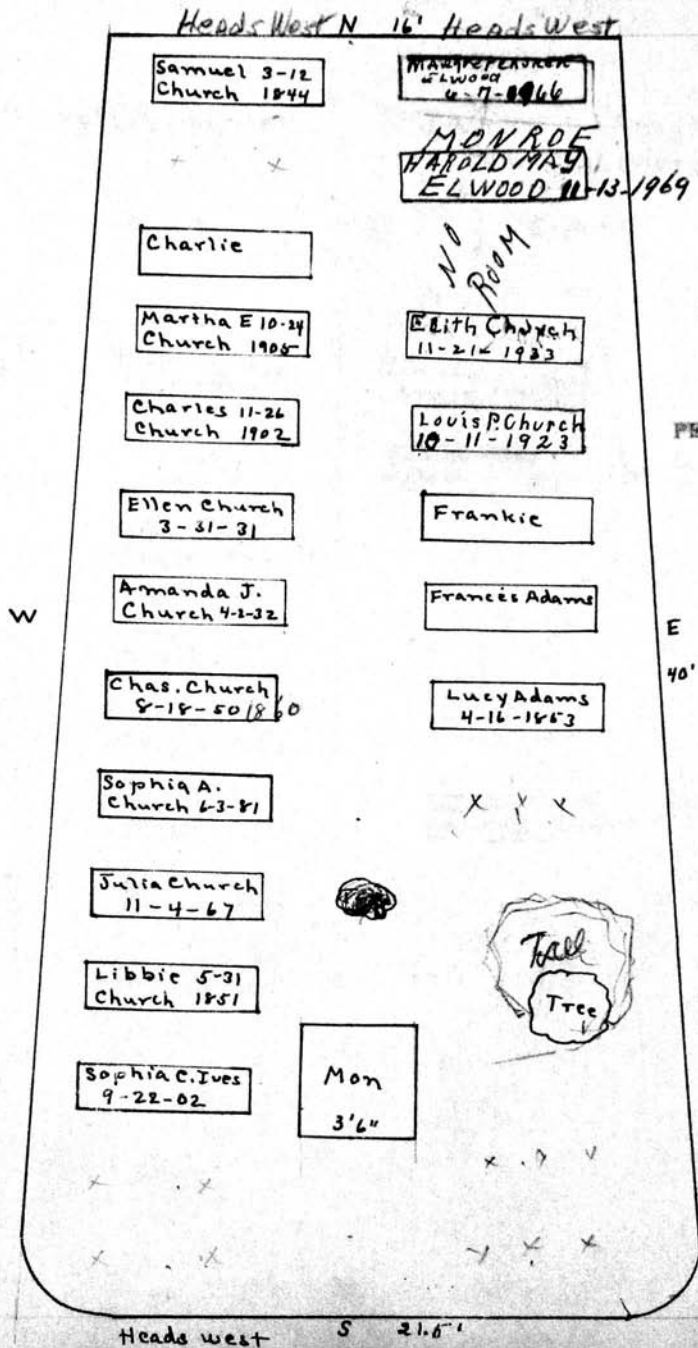 Heads West N 16' Heads West
Samuel 3-12
Church 1844
ELWOOD
6-7-1966
MONROE
HAROLD MAY
ELWOOD 11-13-1969
Charlie
NO
ROOM
Martha E 10-24
Church 1905
Edith Church
11-21-1933
Charles 11-26
Church 1902
Louis P. Church
10-11-1923
PE
Ellen Church
3-31-31
Frankie
Amanda J.
Church 4-2-32
Frances Adams
W
E
40'
Chas. Church
8-18-50 1860
Lucy Adams
4-16-1853
Sophia A.
Church 6-3-81
x x x
Julia Church
11-4-67
Tree
Libbie 5-31
Church 1851
Tree
Sophia C. Ives
9-22-02
Mon
3'6"
Heads west S 21.5'